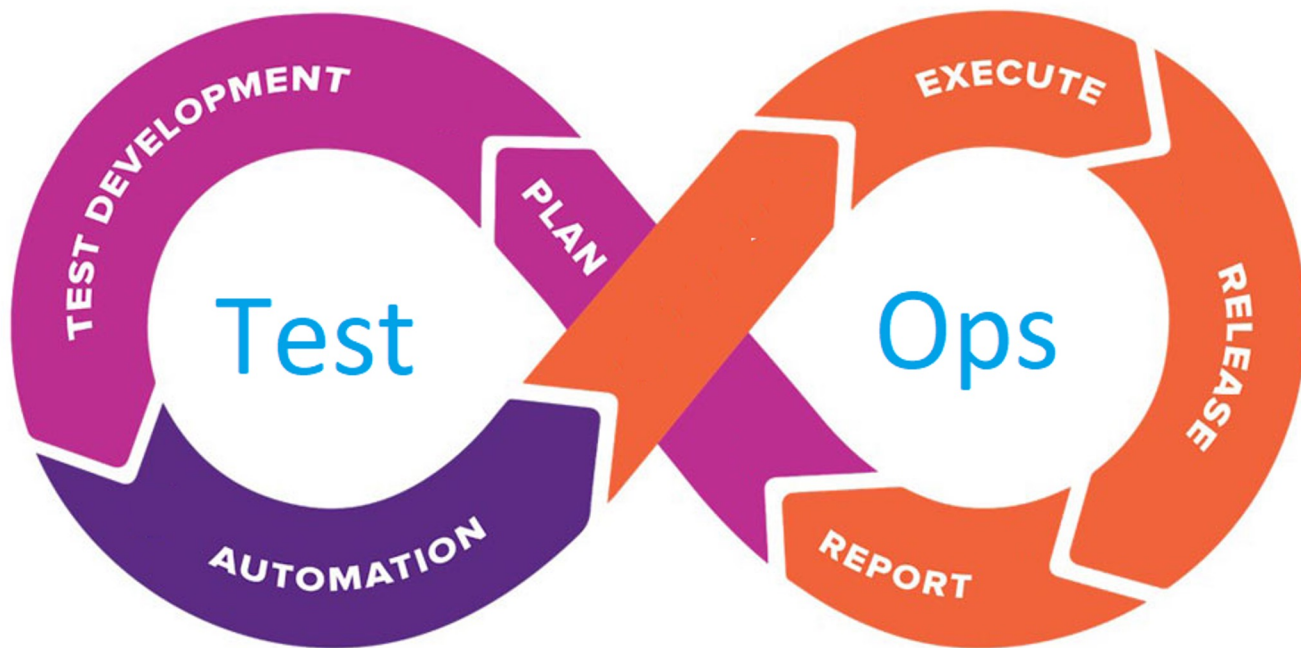 TEST DEVELOPMENT
PLAN
Test
AUTOMATION
EXECUTE
Ops
RELEASE
REPORT